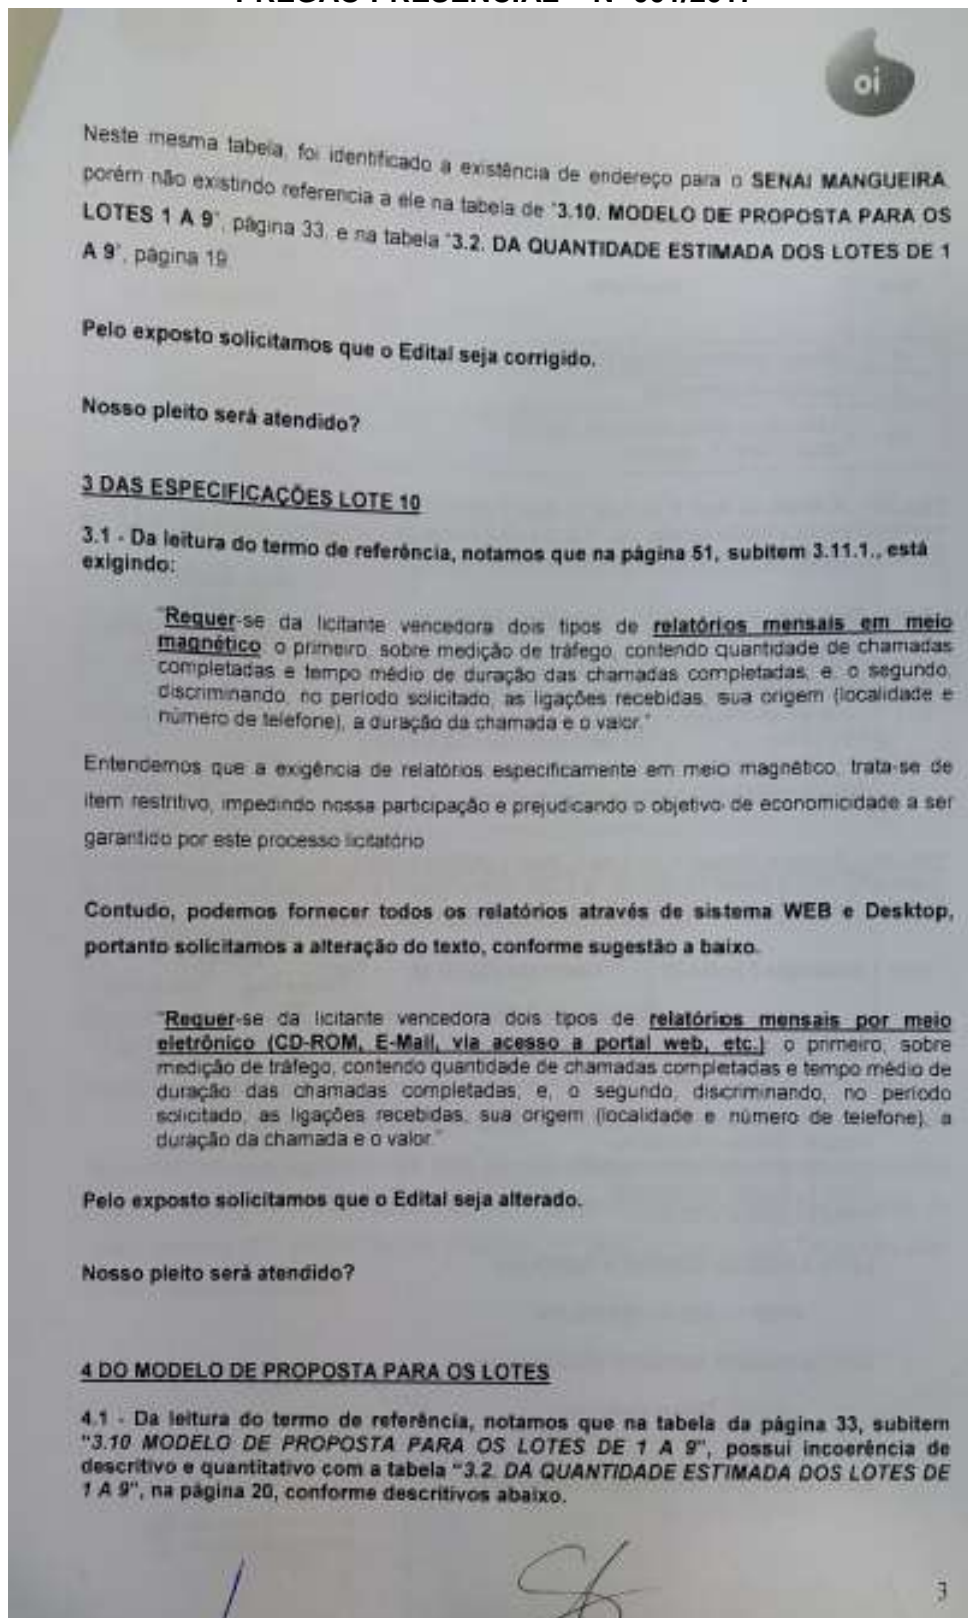 oi
Neste mesma tabela, foi identificado a existência de endereço para o SENAI MANGUEIRA,
porém não existindo referencia a ele na tabela de "3.10. MODELO DE PROPOSTA PARA OS
LOTES 1 A 9", página 33, e na tabela "3.2. DA QUANTIDADE ESTIMADA DOS LOTES DE 1
A 9", página 19.
Pelo exposto solicitamos que o Edital seja corrigido.
Nosso pleito será atendido?
3 DAS ESPECIFICAÇÕES LOTE 10
3.1 - Da leitura do termo de referência, notamos que na página 51, subitem 3.11.1., está
exigindo:
"Requer-se da licitante vencedora dois tipos de relatórios mensais em meio
magnético, o primeiro, sobre medição de tráfego, contendo quantidade de chamadas
completadas e tempo médio de duração das chamadas completadas, e, o segundo,
discriminando, no período solicitado, as ligações recebidas, sua origem (localidade e
número de telefone), a duração da chamada e o valor."
Entendemos que a exigência de relatórios especificamente em meio magnético, trata-se de
item restritivo, impedindo nossa participação e prejudicando o objetivo de economicidade a ser
garantido por este processo licitatório
Contudo, podemos fornecer todos os relatórios através de sistema WEB e Desktop,
portanto solicitamos a alteração do texto, conforme sugestão a baixo.
"Requer-se da licitante vencedora dois tipos de relatórios mensais por meio
eletrônico (CD-ROM, E-Mail, via acesso a portal web, etc.) o primeiro, sobre
medição de tráfego, contendo quantidade de chamadas completadas e tempo médio de
duração das chamadas completadas, e, o segundo, discriminando, no período
solicitado, as ligações recebidas, sua origem (localidade e número de telefone), a
duração da chamada e o valor."
Pelo exposto solicitamos que o Edital seja alterado.
Nosso pleito será atendido?
4 DO MODELO DE PROPOSTA PARA OS LOTES
4.1 - Da leitura do termo de referência, notamos que na tabela da página 33, subitem
"3.10 MODELO DE PROPOSTA PARA OS LOTES DE 1 A 9", possui incoerência de
descritivo e quantitativo com a tabela "3.2. DA QUANTIDADE ESTIMADA DOS LOTES DE
1 A 9", na página 20, conforme descritivos abaixo.
3